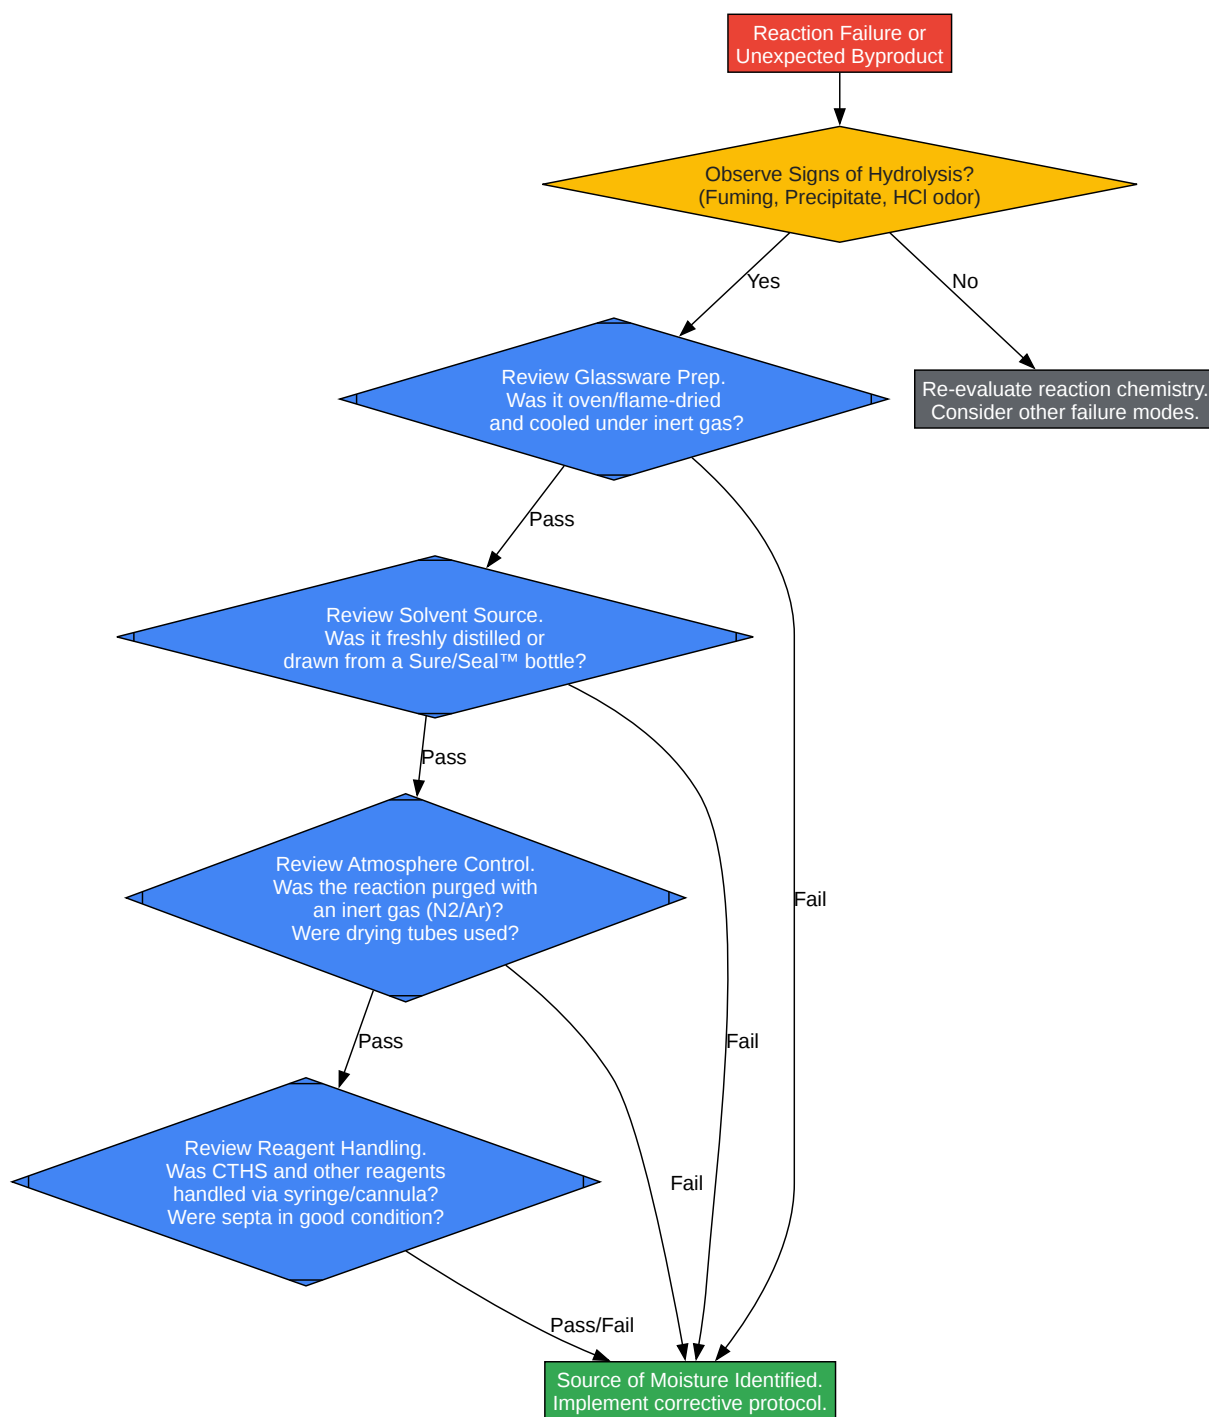 Reaction Failure or
Unexpected Byproduct
Observe Signs of Hydrolysis?
(Fuming, Precipitate, HCl odor)
Yes
No
Review Glassware Prep.
Was it oven/flame-dried
and cooled under inert gas?
Re-evaluate reaction chemistry.
Consider other failure modes.
Pass
Review Solvent Source.
Was it freshly distilled or
drawn from a Sure/Seal™ bottle?
Pass
Review Atmosphere Control.
Was the reaction purged with
an inert gas (N2/Ar)?
Were drying tubes used?
Fail
Pass
Fail
Review Reagent Handling.
Was CTHS and other reagents
handled via syringe/cannula?
Were septa in good condition?
Fail
Pass/Fail
Source of Moisture Identified.
Implement corrective protocol.